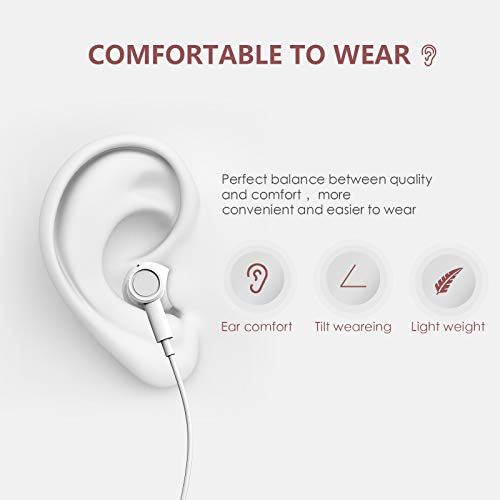 COMFORTABLE TO WEAR
Perfect balance between quality
and comfort , more
convenient and easier to wear
Ear comfort
Tilt weareing
Light weight